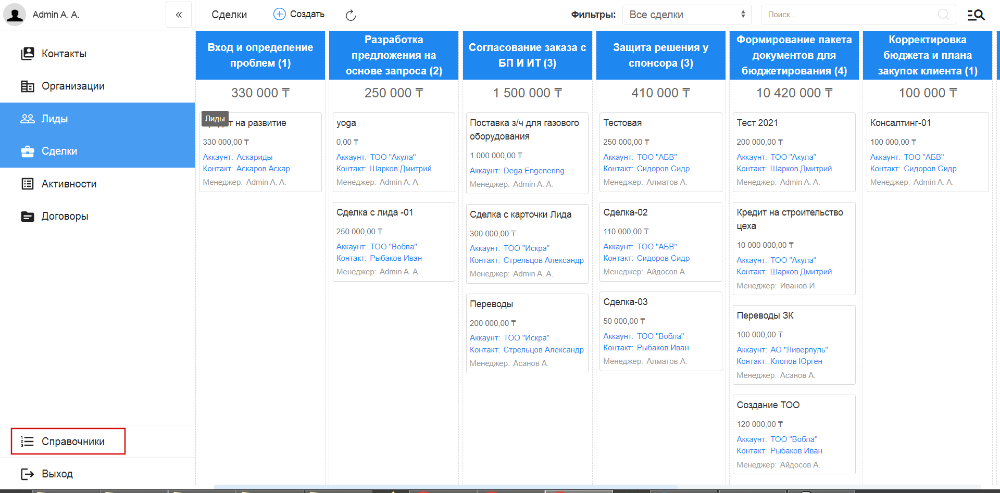 Admin A. A.
«
Контакты
Организации
Лиды
Сделки
Активности
Договоры
Справочники
Выход
Сделки
Создать
Фильтры:
Все сделки
Поиск...
Вход и определение
проблем (1)
330 000 ₸
Лиды
т на развитие
330 000,00 ₸
Аккаунт: Аскариды
Контакт: Аскаров Аскар
Менеджер: Admin A. A.
Разработка
предложения на
основе запроса (2)
250 000 ₸
yoga
0,00 ₸
Аккаунт: ТОО "Акула"
Контакт: Шарков Дмитрий
Менеджер: Admin A. A.
Сделка с лида -01
250 000,00 ₸
Аккаунт: ТОО "Вобла"
Контакт: Рыбаков Иван
Менеджер: Admin A. A.
Согласование заказа с
БП И ИТ (3)
1 500 000 ₸
Поставка з/ч для газового
оборудования
1 000 000,00 ₸
Аккаунт: Dega Engenering
Менеджер: Admin A. A.
Сделка с карточки Лида
300 000,00 ₸
Аккаунт: ТОО "Искра"
Контакт: Стрельцов Александр
Менеджер: Admin A. A.
Переводы
200 000,00 ₸
Аккаунт: ТОО "Искра"
Контакт: Стрельцов Александр
Менеджер: Асанов А.
Защита решения у
спонсора (3)
410 000 ₸
Тестовая
250 000,00 ₸
Аккаунт: ТОО "АБВ"
Контакт: Сидоров Сидр
Менеджер: Алматов А.
Сделка-02
110 000,00 ₸
Аккаунт: ТОО "АБВ"
Контакт: Сидоров Сидр
Менеджер: Айдосов А.
Сделка-03
50 000,00 ₸
Аккаунт: ТОО "Вобла"
Контакт: Рыбаков Иван
Менеджер: Алматов А.
Формирование пакета
документов для
бюджетирования (4)
10 420 000 ₸
Тест 2021
200 000,00 ₸
Аккаунт: ТОО "Акула"
Контакт: Шарков Дмитрий
Менеджер: Admin A. A.
Кредит на строительство
цеха
10 000 000,00 ₸
Аккаунт: ТОО "Акула"
Контакт: Шарков Дмитрий
Менеджер: Иванов И.
Переводы ЗК
100 000,00 ₸
Аккаунт: АО "Ливерпуль"
Контакт: Клопов Юрген
Менеджер: Асанов А.
Создание ТОО
120 000,00 ₸
Аккаунт: ТОО "Вобла"
Контакт: Рыбаков Иван
Менеджер: Айдосов А.
Корректировка
бюджета и плана
закупок клиента (1)
100 000 ₸
Консалтинг-01
100 000,00 ₸
Аккаунт: ТОО "АБВ"
Контакт: Сидоров Сидр
Менеджер: Admin A. A.